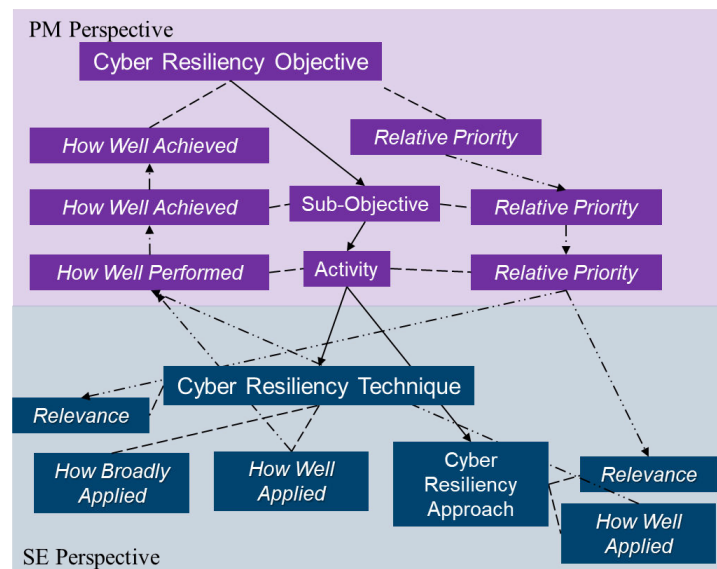 PM Perspective
Cyber Resiliency Objective
How Well Achieved
Relative Priority
How Well Achieved
Sub-Objective
Relative Priority
How Well Performed
Activity
Relative Priority
Cyber Resiliency Technique
Relevance
How Broadly
Applied
How Well
Applied
Cyber
Resiliency
Approach
Relevance
How Well
Applied
SE Perspective